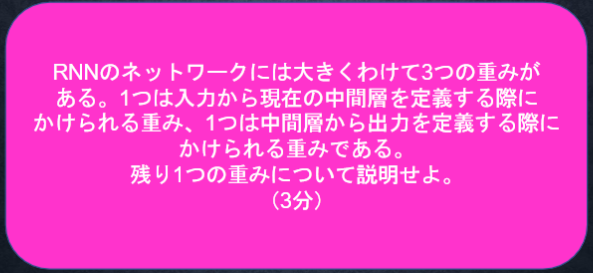 RNNのネットワークには大きくわけて3つの重みが
ある。1つは入力から現在の中間層を定義する際に
かけられる重み、1つは中間層から出力を定義する際に
かけられる重みである。
残り1つの重みについて説明せよ。
（3分）